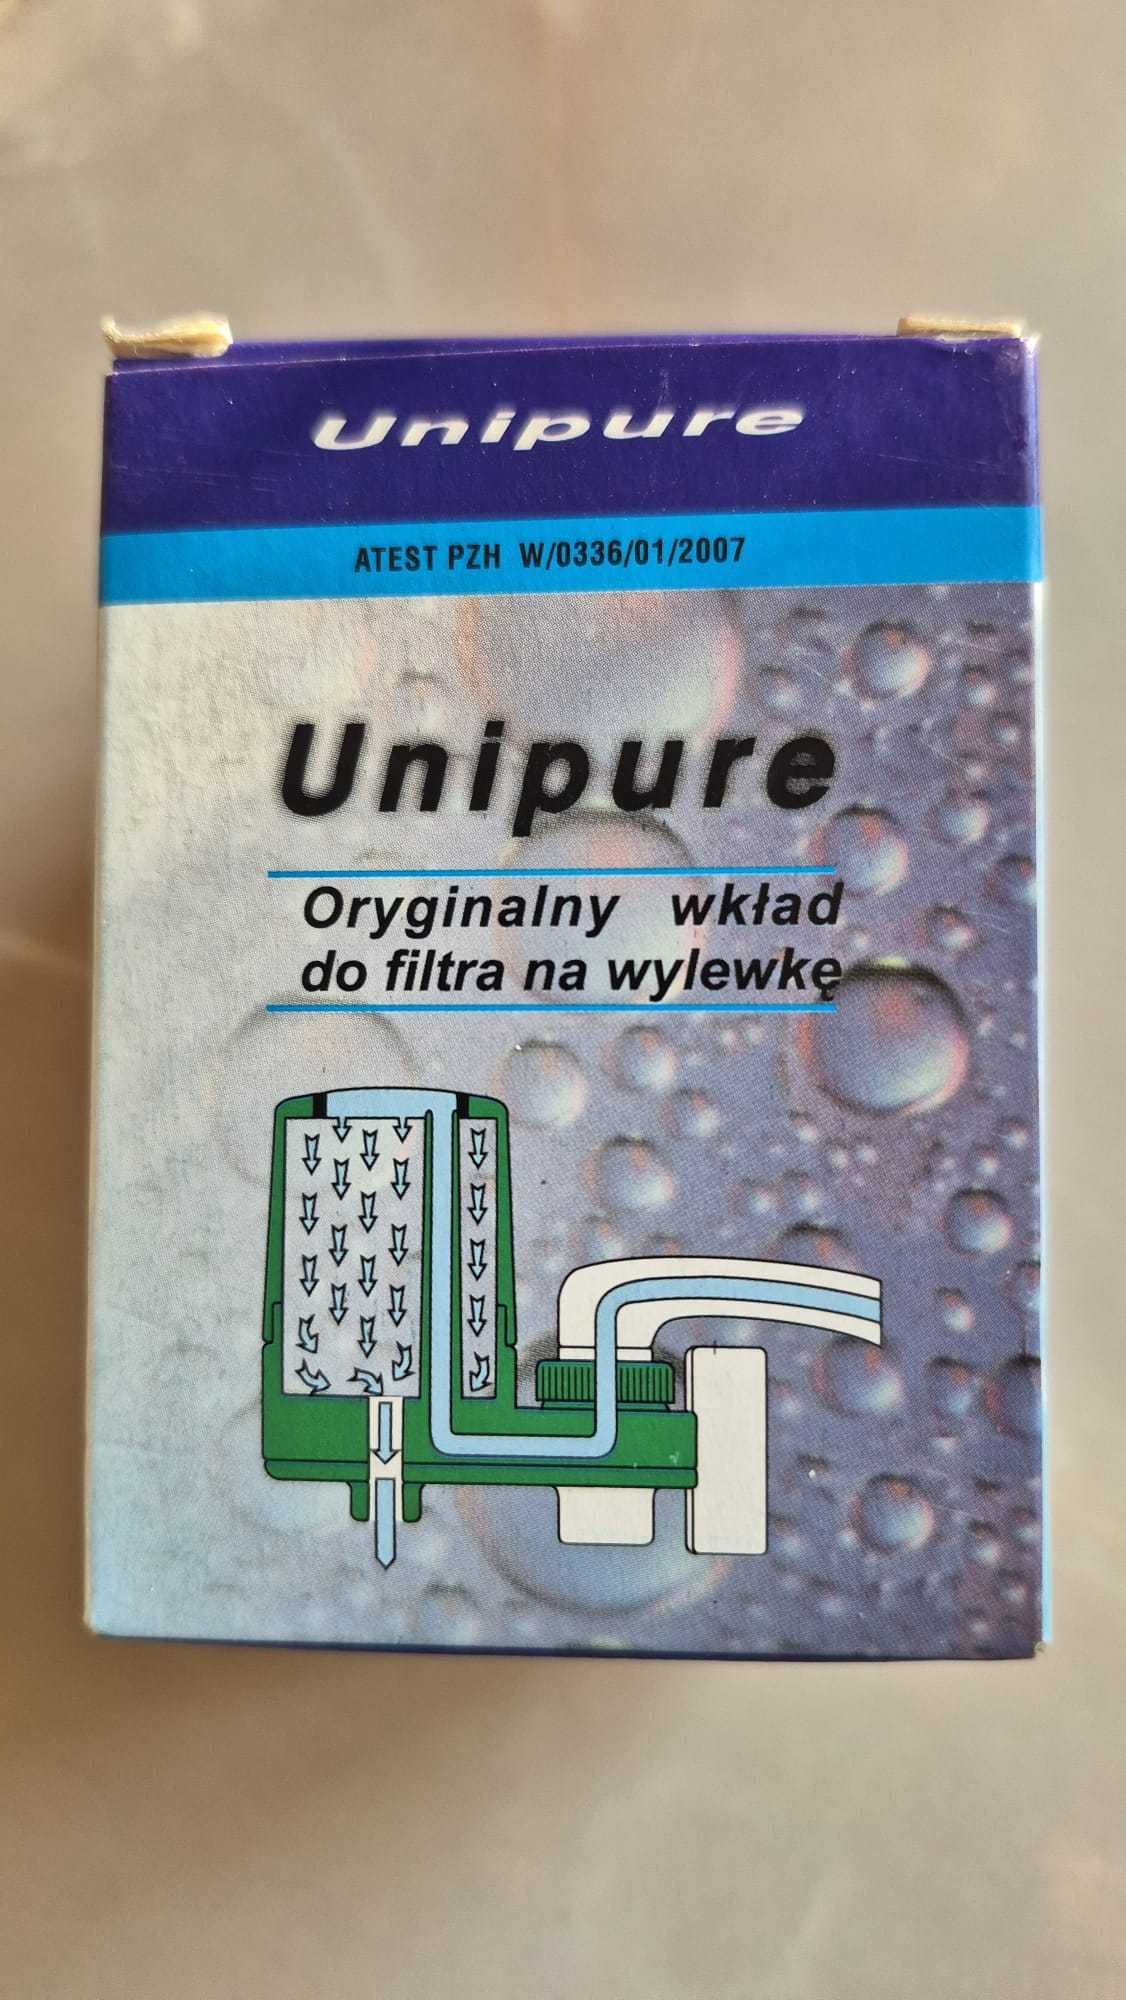 Unipure
ATEST PZH W/0336/01/2007
Unipure
Oryginalny wkład
do filtra na wylewkę